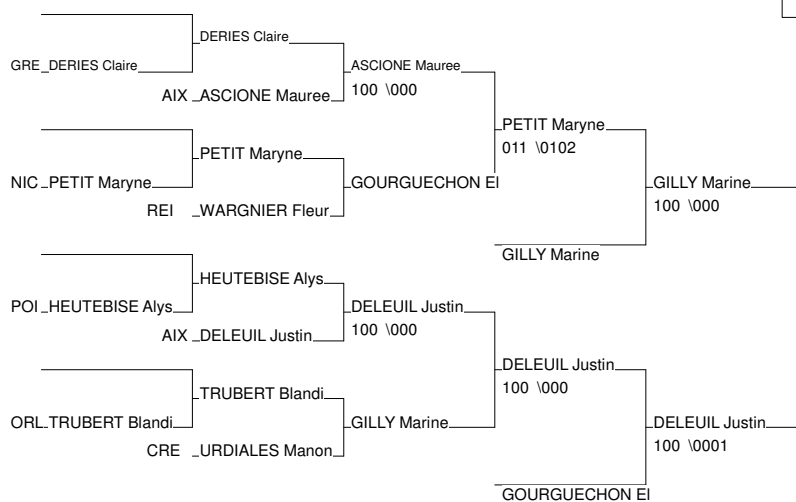 DERIES Claire
GRE DERIES Claire
ASCIONE Mauree
100 \000
AIX ASCIONE Mauree
PETIT Maryne
011 \0102
PETIT Maryne
NIC PETIT Maryne
GOURGUECHON El
GILLY Marine
100 \000
REI WARGNIER Fleur
GILLY Marine
HEUTEBISE Alys
POI HEUTEBISE Alys
DELEUIL Justin
100 \000
AIX DELEUIL Justin
DELEUIL Justin
100 \000
TRUBERT Blandi
ORL TRUBERT Blandi
GILLY Marine
DELEUIL Justin
100 \0001
CRE URDIALES Manon
GOURGUECHON El